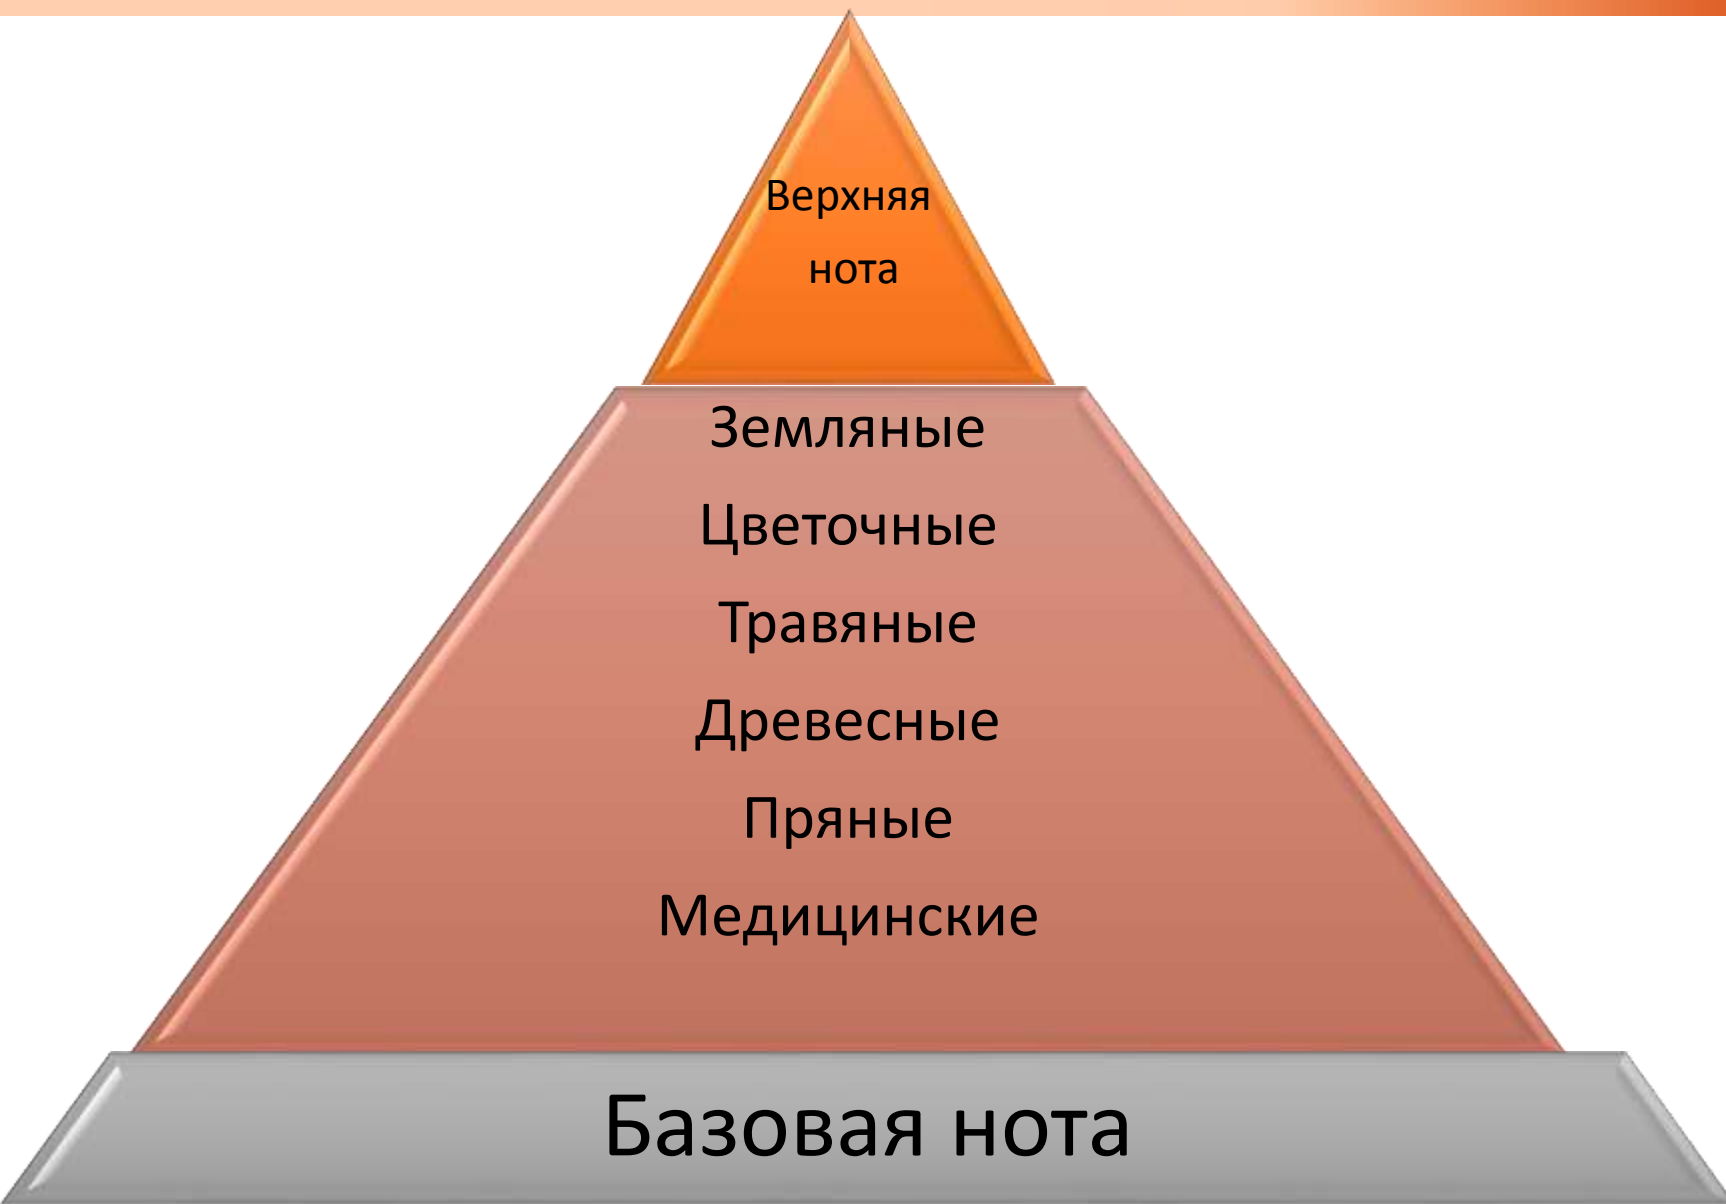 Верхняя
нота
Земляные
Цветочные
Травяные
Древесные
Пряные
Медицинские
Базовая нота